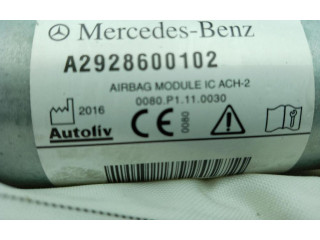 Mercedes-Benz
A2928600102
AIRBAG MODULE IC ACH-2
0080.P1.11.0030
2016
Autoliv
CE
0080